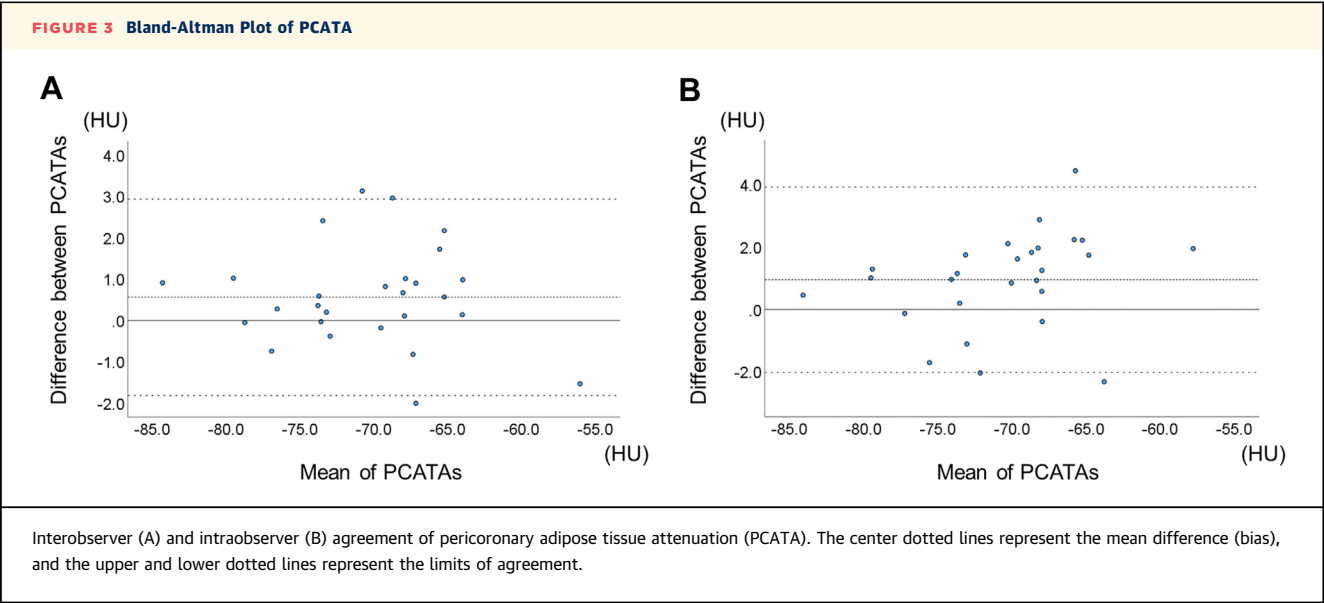 FIGURE 3 Bland-Altman Plot of PCATA
A
(HU)
Difference between PCATAs
4.0
3.0
2.0
1.0
.0
-1.0
-2.0
-85.0 -80.0 -75.0 -70.0 -65.0 -60.0 -55.0
(HU)
Mean of PCATAs
B
(HU)
Difference between PCATAs
4.0
2.0
.0
-2.0
-85.0 -80.0 -75.0 -70.0 -65.0 -60.0 -55.0
(HU)
Mean of PCATAs
Interobserver (A) and intraobserver (B) agreement of pericoronary adipose tissue attenuation (PCATA). The center dotted lines represent the mean difference (bias),
and the upper and lower dotted lines represent the limits of agreement.